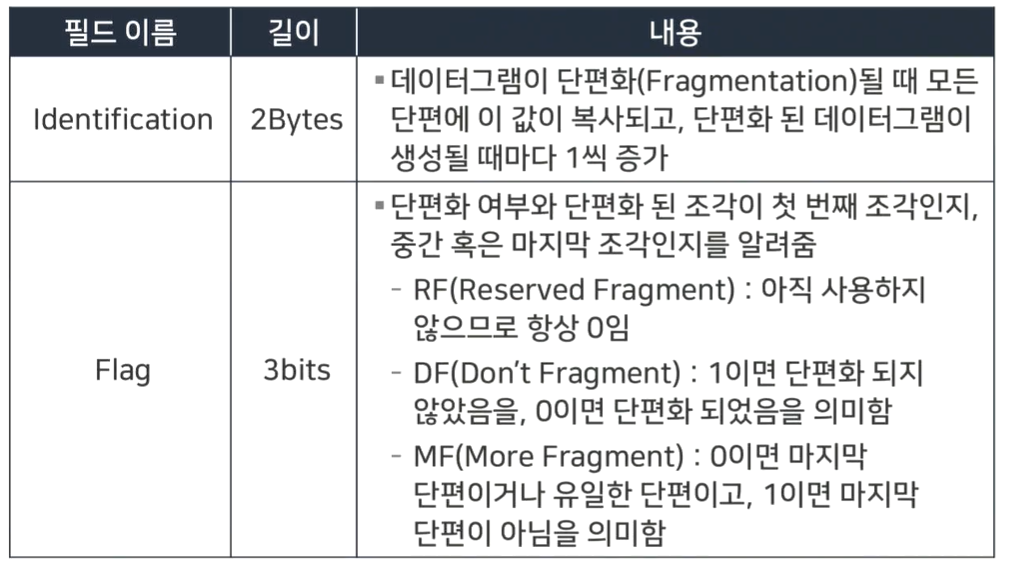 필드 이름 길이 내용
Identification 2Bytes
▪데이터그램이 단편화(Fragmentation)될 때 모든
단편에 이 값이 복사되고, 단편화 된 데이터그램이
생성될 때마다 1씩 증가
Flag 3bits
▪단편화 여부와 단편화 된 조각이 첫 번째 조각인지,
중간 혹은 마지막 조각인지를 알려줌
- RF(Reserved Fragment) : 아직 사용하지
않으므로 항상 0임
- DF(Don’t Fragment) : 1이면 단편화 되지
않았음을, 0이면 단편화 되었음을 의미함
- MF(More Fragment) : 0이면 마지막
단편이거나 유일한 단편이고, 1이면 마지막
단편이 아님을 의미함